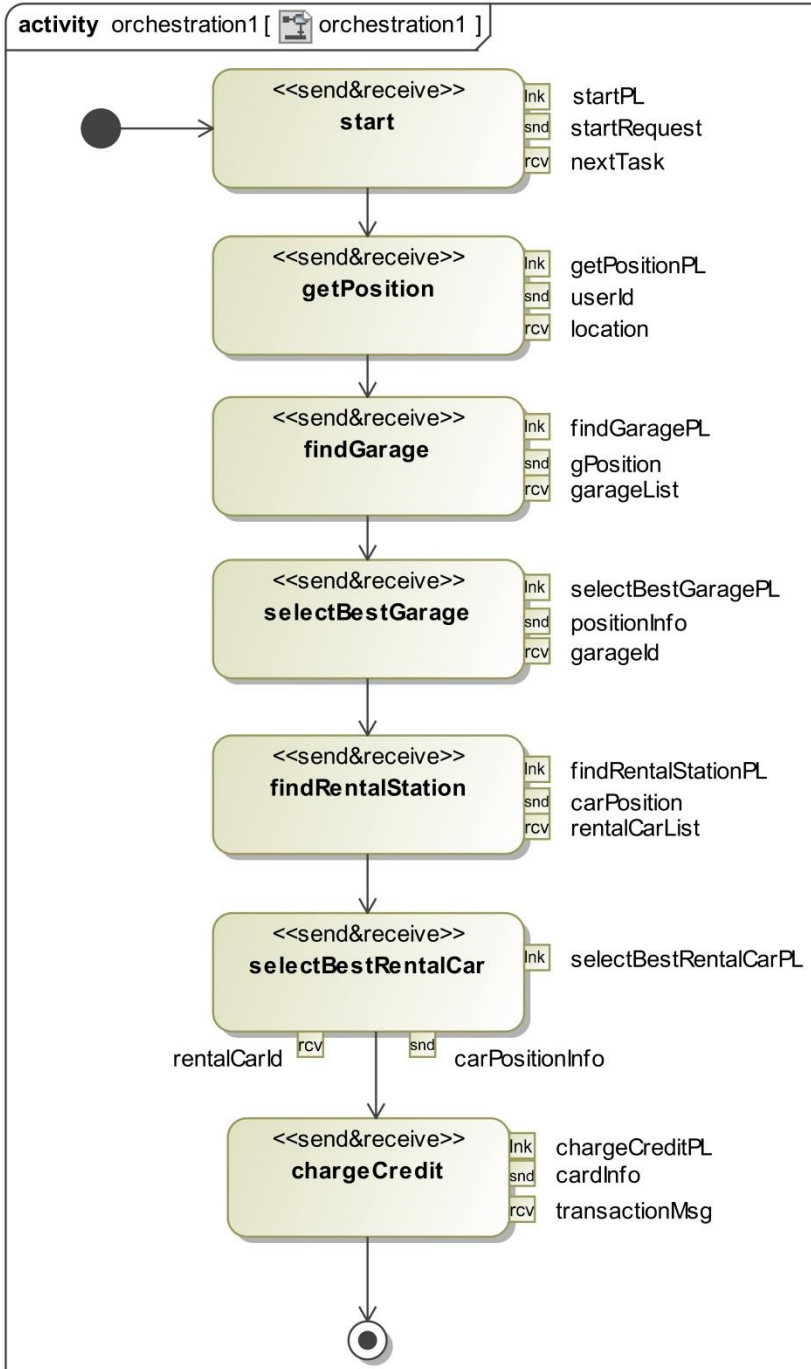 activity orchestration1 [ orchestration1 ]
<<send&receive>>
start
lnk startPL
snd startRequest
rcv nextTask
<<send&receive>>
getPosition
lnk getPositionPL
snd userId
rcv location
<<send&receive>>
findGarage
lnk findGaragePL
snd gPosition
rcv garageList
<<send&receive>>
selectBestGarage
lnk selectBestGaragePL
snd positionInfo
rcv garageId
<<send&receive>>
findRentalStation
lnk findRentalStationPL
snd carPosition
rcv rentalCarList
<<send&receive>>
selectBestRentalCar
lnk selectBestRentalCarPL
rentalCarId rcv snd carPositionInfo
<<send&receive>>
chargeCredit
lnk chargeCreditPL
snd cardInfo
rcv transactionMsg